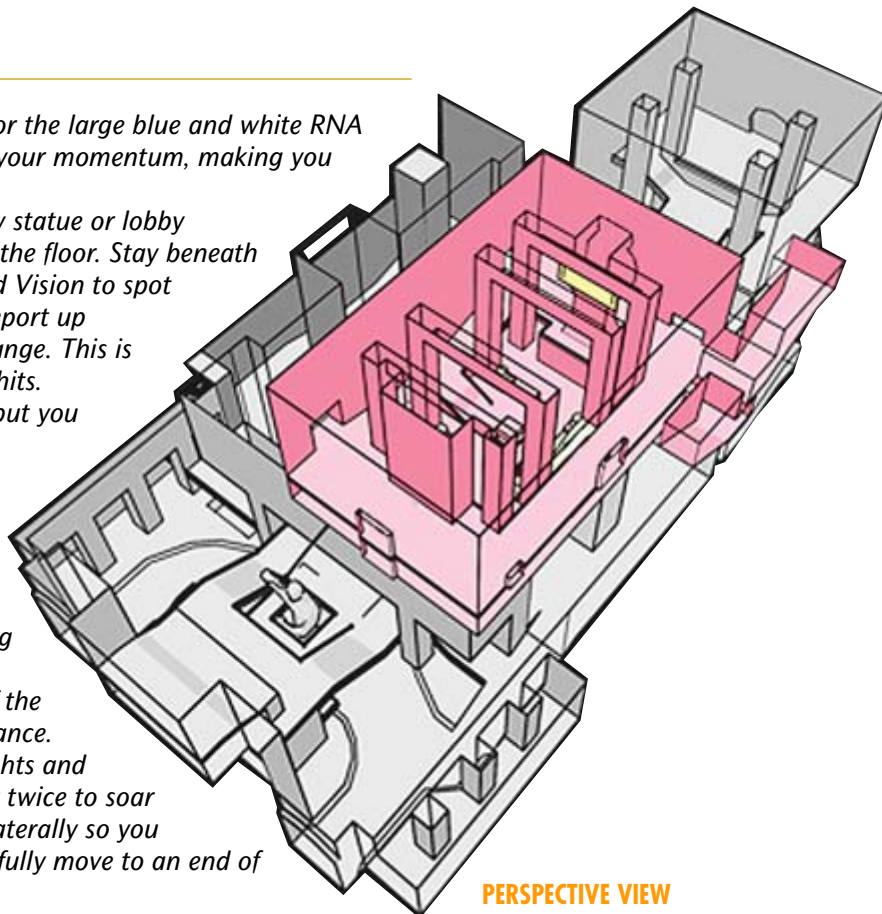 or the large blue and white RNA
your momentum, making you
y statue or lobby
the floor. Stay beneath
d Vision to spot
eport up
ange. This is
hits.
out you
g
f the
ance.
ghts and
twice to soar
aterally so you
fully move to an end of
PERSPECTIVE VIEW